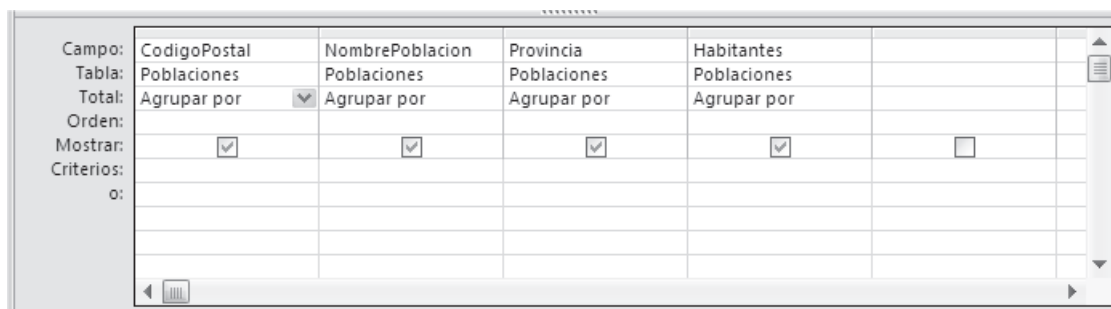 Campo: CodigoPostal NombrePoblacion Provincia Habitantes
Tabla: Poblaciones Poblaciones Poblaciones Poblaciones
Total: Agrupar por Agrupar por Agrupar por Agrupar por
Orden:
Mostrar:
Criterios:
o: